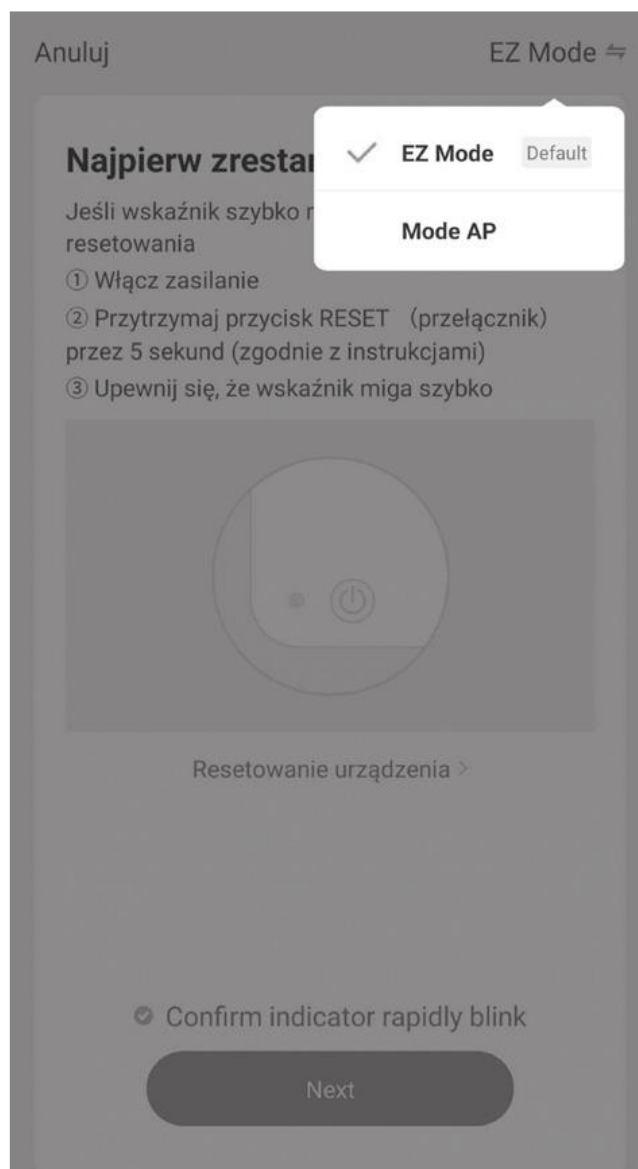 Anuluj
EZ Mode ⇋
EZ Mode Default
Mode AP
Najpierw
Jeśli wskaźnik szybko
resetowania
① Włącz zasilanie
② Przytrzymaj przycisk RESET （przełącznik）
przez 5 sekund (zgodnie z instrukcjami)
③ Upewnij się, że wskaźnik miga szybko
Resetowanie urządzenia >
Confirm indicator rapidly blink
Next